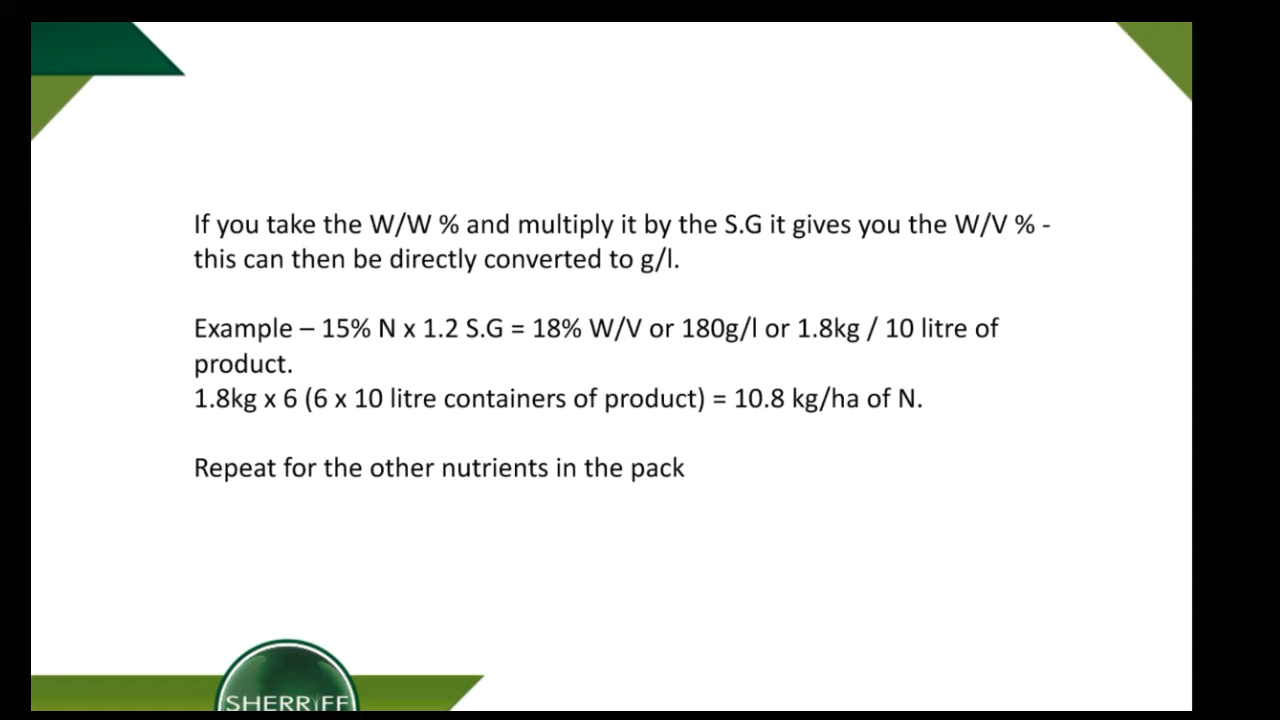 If you take the W/W % and multiply it by the S.G it gives you the W/V % -
this can then be directly converted to g/l.
Example – 15% N x 1.2 S.G = 18% W/V or 180g/l or 1.8kg / 10 litre of
product.
1.8kg x 6 (6 x 10 litre containers of product) = 10.8 kg/ha of N.
Repeat for the other nutrients in the pack
SHERRIFF